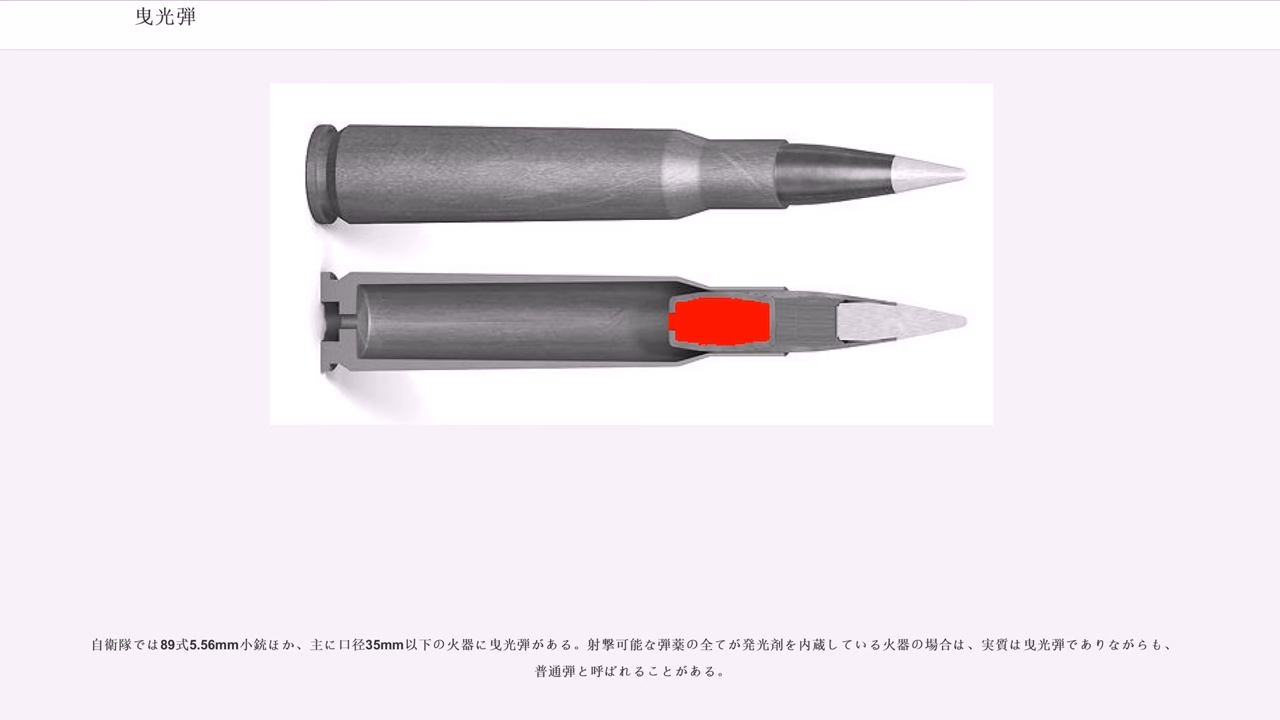 曳光弾
自衛隊では89式5.56mm小銃ほか、主に口径35mm以下の火器に曳光弾がある。射撃可能な弾薬の全てが発光剤を内蔵している火器の場合は、実質は曳光弾でありながらも、
普通弾と呼ばれることがある。